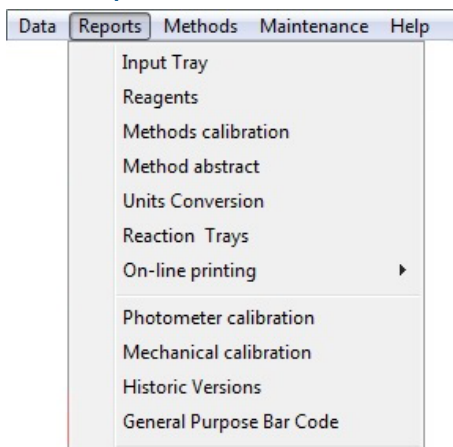 Data Reports Methods Maintenance Help
Input Tray
Reagents
Methods calibration
Method abstract
Units Conversion
Reaction Trays
On-line printing
Photometer calibration
Mechanical calibration
Historic Versions
General Purpose Bar Code